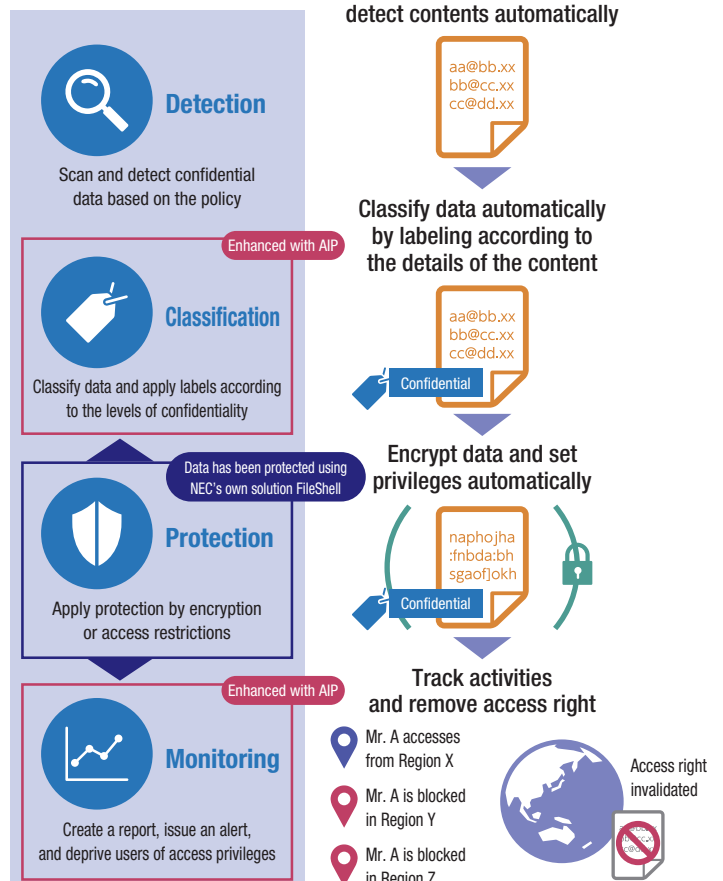 detect contents automatically
aa@bb.xx
bb@cc.xx
cc@dd.xx
Detection
Scan and detect confidential
data based on the policy
Classify data automatically
by labeling according to
the details of the content
Enhanced with AIP
Classification
Classify data and apply labels according
to the levels of confidentiality
aa@bb.xx
bb@cc.xx
cc@dd.xx
Confidential
Encrypt data and set
privileges automatically
Data has been protected using
NEC's own solution FileShell
Protection
Apply protection by encryption
or access restrictions
naphojha
:fnbda:bh
sgaof]okh
Confidential
Track activities
and remove access right
Enhanced with AIP
Monitoring
Create a report, issue an alert,
and deprive users of access privileges
Mr. A accesses
from Region X
Mr. A is blocked
in Region Y
Mr. A is blocked
in Region Z
Access right
invalidated